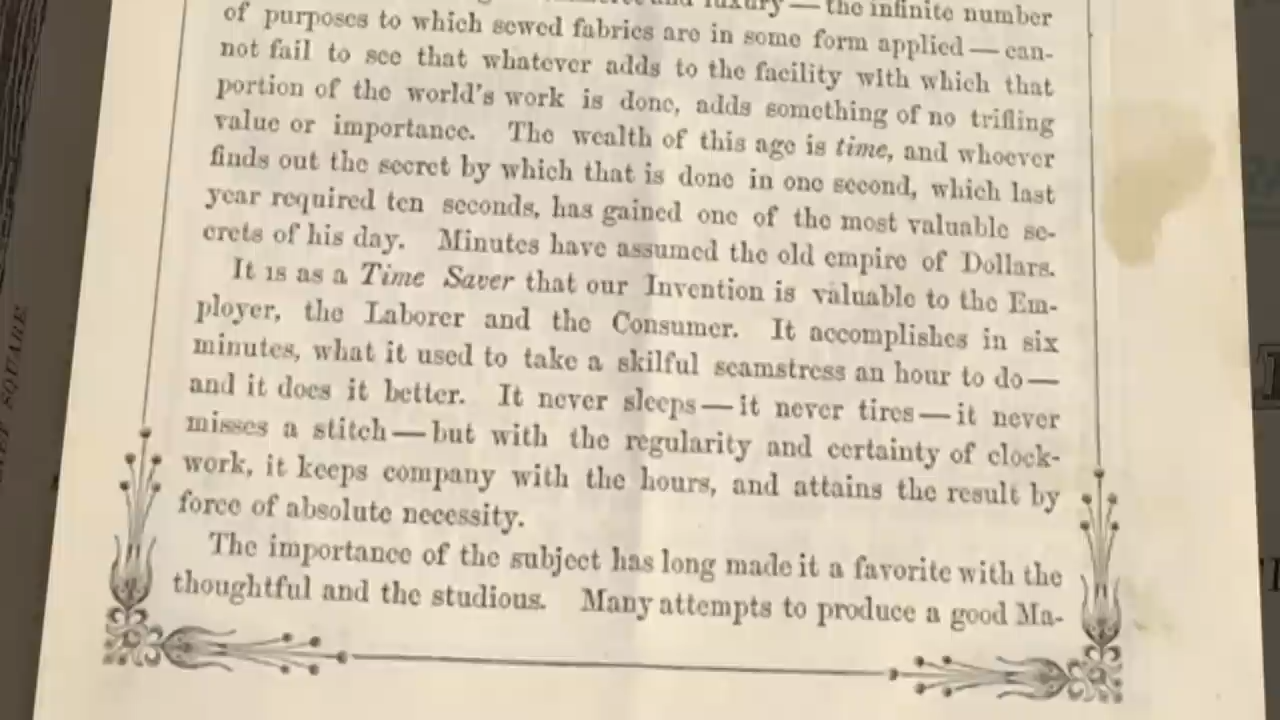 luxury — the infinite number
of purposes to which sewed fabrics are in some form applied — can-
not fail to see that whatever adds to the facility with which that
portion of the world's work is done, adds something of no trifling
value or importance. The wealth of this age is time, and whoever
finds out the secret by which that is done in one second, which last
year required ten seconds, has gained one of the most valuable se-
crets of his day. Minutes have assumed the old empire of Dollars.
It is as a Time Saver that our Invention is valuable to the Em-
ployer, the Laborer and the Consumer. It accomplishes in six
minutes, what it used to take a skilful seamstress an hour to do —
and it does it better. It never sleeps — it never tires — it never
misses a stitch — but with the regularity and certainty of clock-
work, it keeps company with the hours, and attains the result by
force of absolute necessity.
The importance of the subject has long made it a favorite with the
thoughtful and the studious. Many attempts to produce a good Ma-
SQUARE